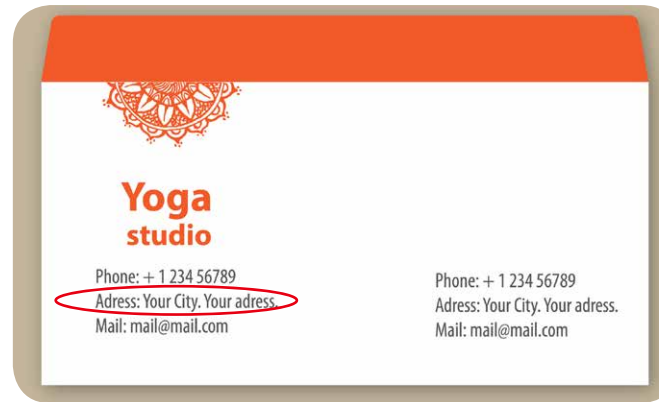 Yoga
studio
Phone: + 1 234 56789
Adress: Your City. Your adress.
Mail: mail@mail.com
Phone: + 1 234 56789
Adress: Your City. Your adress.
Mail: mail@mail.com